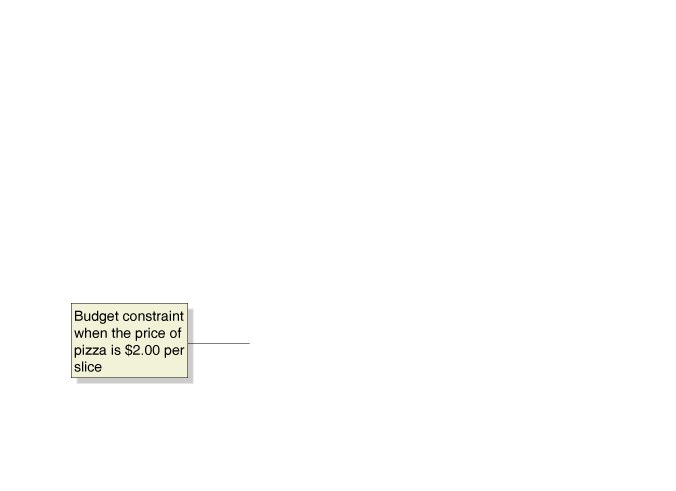 Budget constraint
when the price of
pizza is $2.00 per
slice